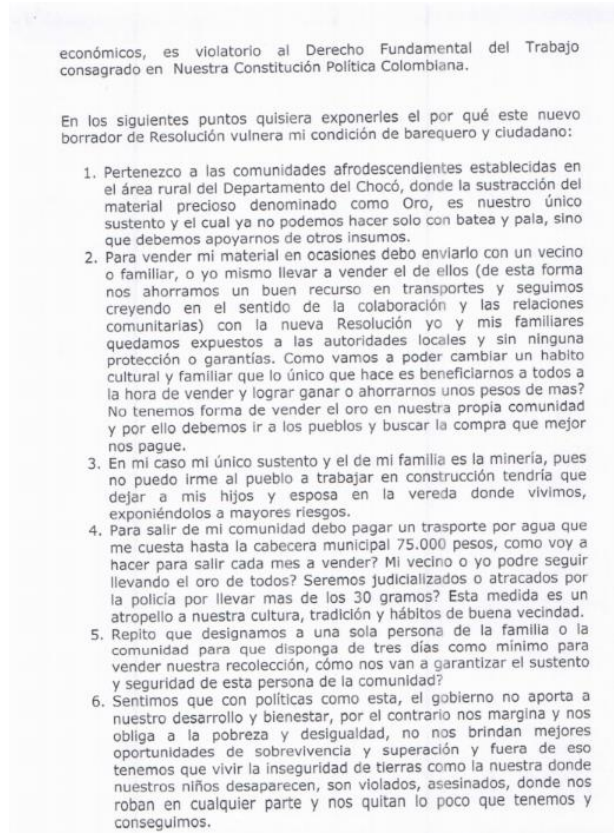 económicos, es violatorio al Derecho Fundamental del Trabajo
consagrado en Nuestra Constitución Política Colombiana.
En los siguientes puntos quisiera exponerles el por qué este nuevo
borrador de Resolución vulnera mi condición de barequero y ciudadano:
1. Pertenezco a las comunidades afrodescendientes establecidas en
el área rural del Departamento del Chocó, donde la sustracción del
material precioso denominado como Oro, es nuestro único
sustento y el cual ya no podemos hacer solo con batea y pala, sino
que debemos apoyarnos de otros insumos.
2. Para vender mi material en ocasiones debo enviarlo con un vecino
o familiar, o yo mismo llevar a vender el de ellos (de esta forma
nos ahorramos un buen recurso en transportes y seguimos
creyendo en el sentido de la colaboración y las relaciones
comunitarias) con la nueva Resolución yo y mis familiares
quedamos expuestos a las autoridades locales y sin ninguna
protección o garantías. Como vamos a poder cambiar un habito
cultural y familiar que lo único que hace es beneficiarnos a todos a
la hora de vender y lograr ganar o ahorrarnos unos pesos de mas?
No tenemos forma de vender el oro en nuestra propia comunidad
y por ello debemos ir a los pueblos y buscar la compra que mejor
nos pague.
3. En mi caso mi único sustento y el de mi familia es la minería, pues
no puedo irme al pueblo a trabajar en construcción tendría que
dejar a mis hijos y esposa en la vereda donde vivimos,
exponiéndolos a mayores riesgos.
4. Para salir de mi comunidad debo pagar un trasporte por agua que
me cuesta hasta la cabecera municipal 75.000 pesos, como voy a
hacer para salir cada mes a vender? Mi vecino o yo podre seguir
llevando el oro de todos? Seremos judicializados o atracados por
la policía por llevar mas de los 30 gramos? Esta medida es un
atropello a nuestra cultura, tradición y hábitos de buena vecindad.
5. Repito que designamos a una sola persona de la familia o la
comunidad para que disponga de tres días como mínimo para
vender nuestra recolección, cómo nos van a garantizar el sustento
y seguridad de esta persona de la comunidad?
6. Sentimos que con políticas como esta, el gobierno no aporta a
nuestro desarrollo y bienestar, por el contrario nos margina y nos
obliga a la pobreza y desigualdad, no nos brindan mejores
oportunidades de sobrevivencia y superación y fuera de eso
tenemos que vivir la inseguridad de tierras como la nuestra donde
nuestros niños desaparecen, son violados, asesinados, donde nos
roban en cualquier parte y nos quitan lo poco que tenemos y
conseguimos.